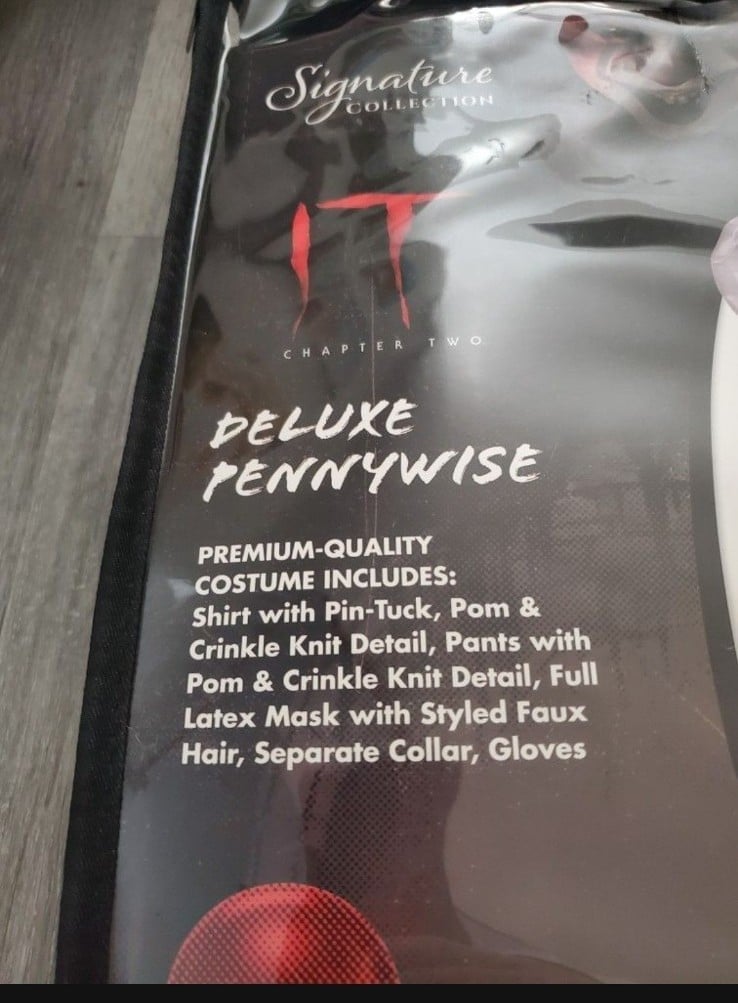 Signature
COLLECTION
IT
CHAPTER TWO
DELUXE
PENNYWISE
PREMIUM-QUALITY
COSTUME INCLUDES:
Shirt with Pin-Tuck, Pom &
Crinkle Knit Detail, Pants with
Pom & Crinkle Knit Detail, Full
Latex Mask with Styled Faux
Hair, Separate Collar, Gloves